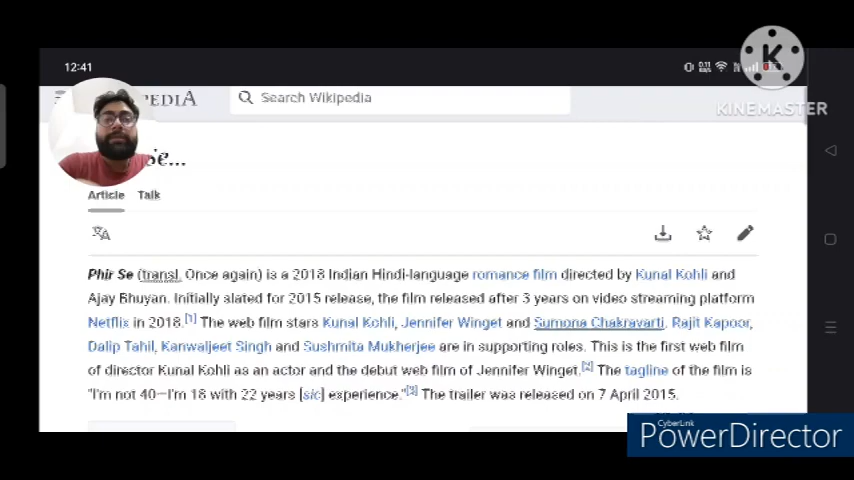 12:41
KINEMASTER
Search Wikipedia
Se...
Article Talk
Phir Se (transl. Once again) is a 2018 Indian Hindi-language romance film directed by Kunal Kohli and
Ajay Bhuyan. Initially slated for 2015 release, the film released after 3 years on video streaming platform
Netflix in 2018.[1] The web film stars Kunal Kohli, Jennifer Winget and Sumona Chakravarti. Rajit Kapoor,
Dalip Tahil, Kanwaljeet Singh and Sushmita Mukherjee are in supporting roles. This is the first web film
of director Kunal Kohli as an actor and the debut web film of Jennifer Winget.[2] The tagline of the film is
"I'm not 40—I'm 18 with 22 years [sic] experience."[3] The trailer was released on 7 April 2015.
CyberLink
PowerDirector